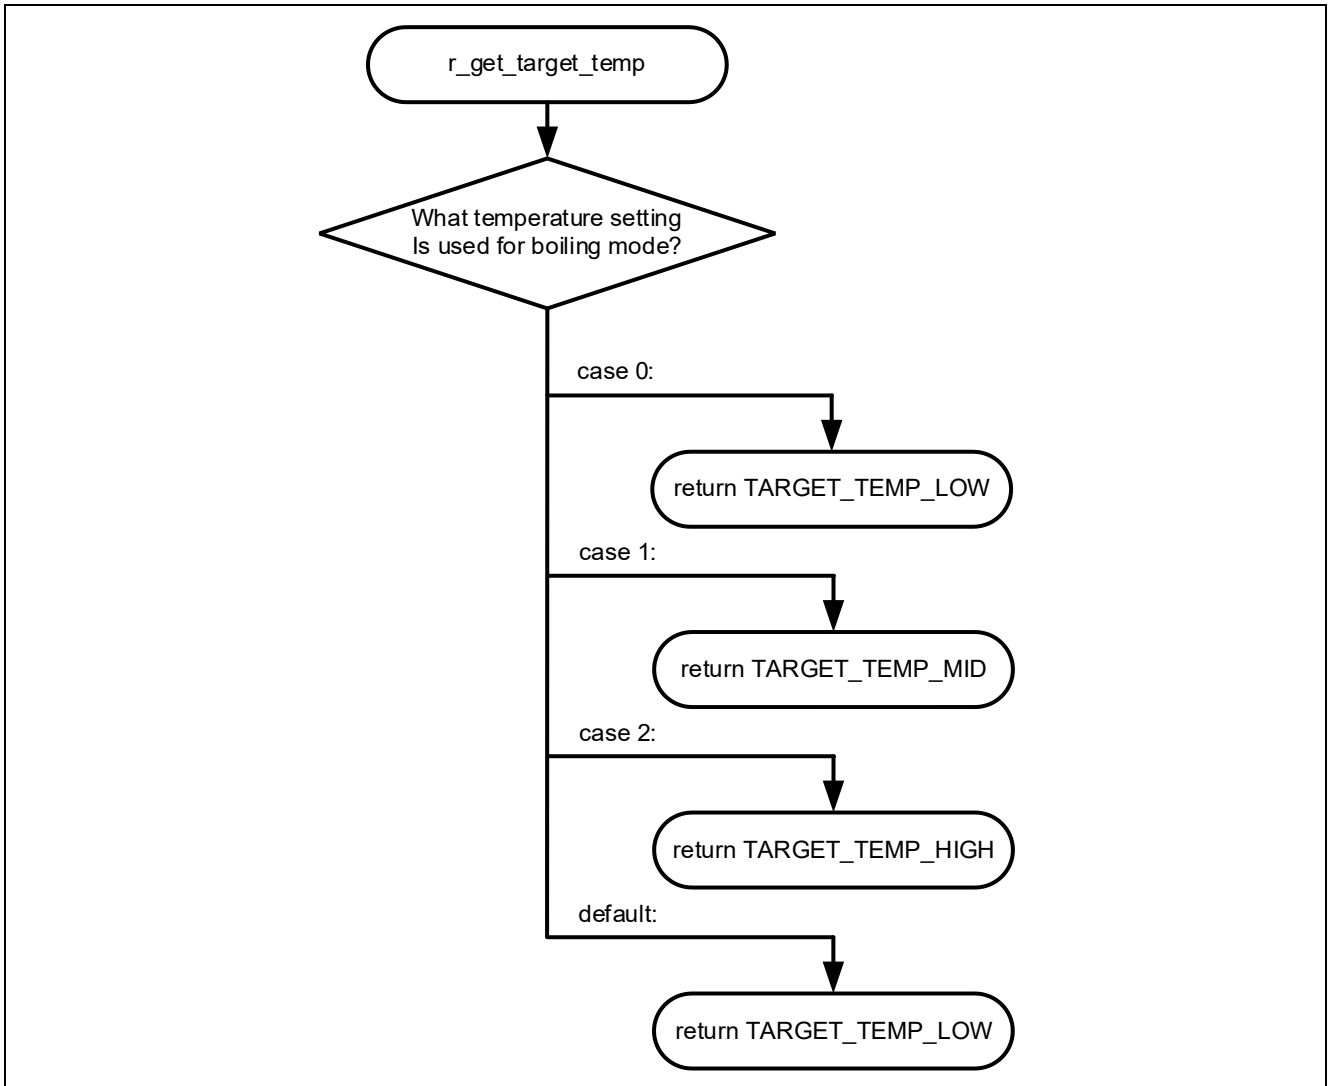 r_get_target_temp
What temperature setting
Is used for boiling mode?
case 0:
return TARGET_TEMP_LOW
case 1:
return TARGET_TEMP_MID
case 2:
return TARGET_TEMP_HIGH
default:
return TARGET_TEMP_LOW